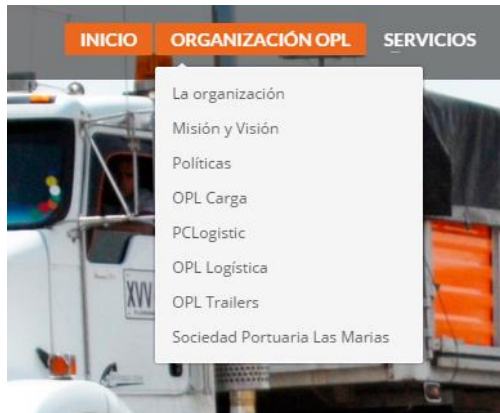 INICIO ORGANIZACIÓN OPL SERVICIOS
La organización
Misión y Visión
Políticas
OPL Carga
PCLogistic
OPL Logística
OPL Trailers
Sociedad Portuaria Las Marias
XVV